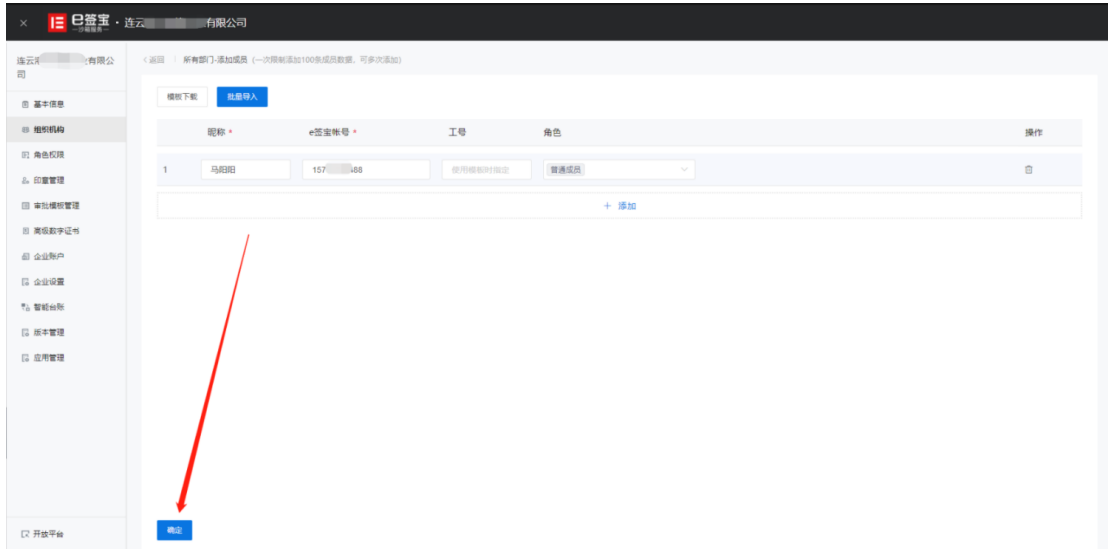 × e签宝 · 连云 有限公司
沙箱服务
连云 有限公司
基本信息
组织机构
角色权限
印章管理
审批模板管理
高级数字证书
企业账户
企业设置
智能台账
版本管理
应用管理
开放平台
<返回 | 所有部门-添加成员 (一次限制添加100条成员数据,可多次添加)
模板下载 批量导入
昵称 * e签宝帐号 * 工号 角色 操作
1 马阳阳 157 488 使用模板时指定 普通成员
+ 添加
确定